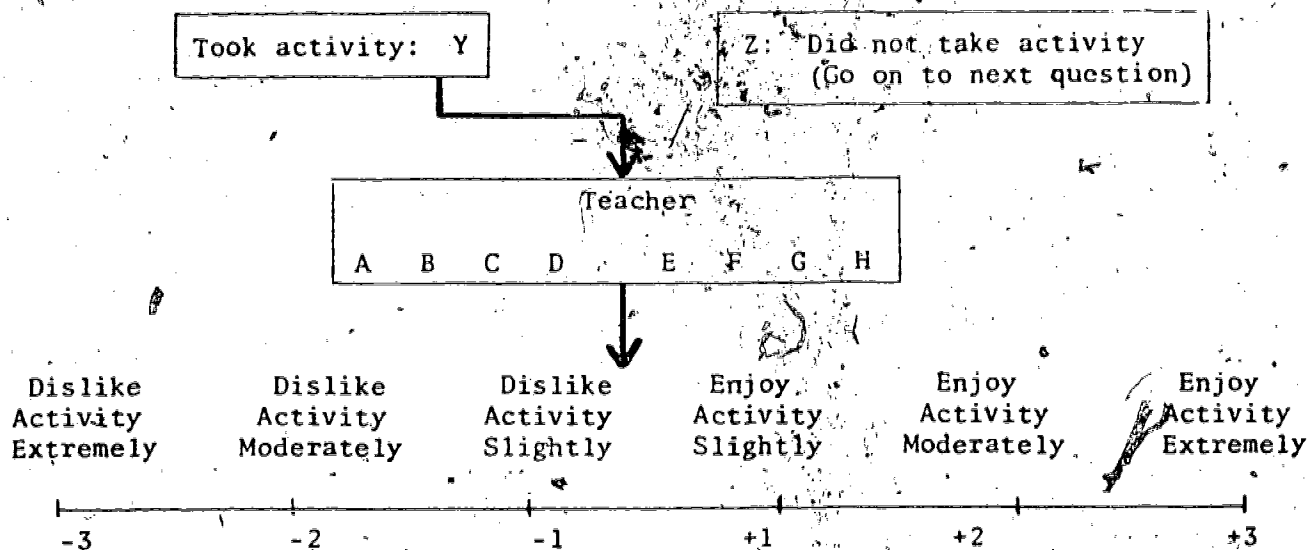 Took activity: Y
Z: Did not take activity
(Go on to next question)
Teacher
A B C D E F G H
Dislike Dislike Dislike Enjoy Enjoy Enjoy
Activity Activity Activity Activity Activity Activity
Extremely Moderately Slightly Slightly Moderately Extremely
-3 -2 -1 +1 +2 +3